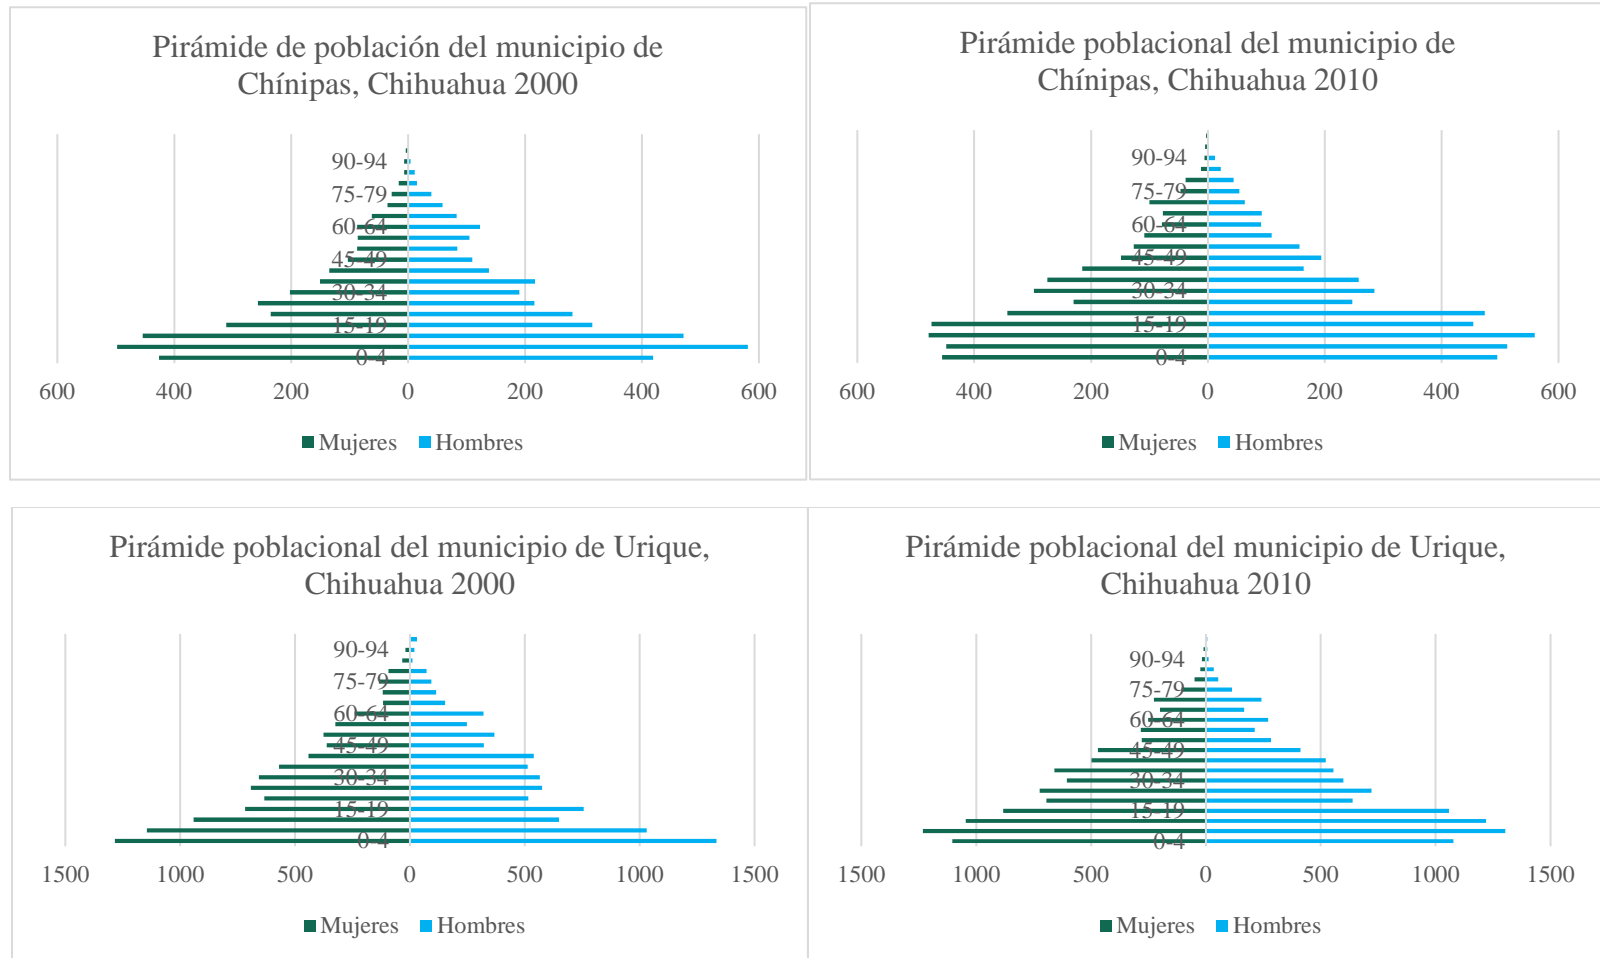 Pirámide de población del municipio de
Chínipas, Chihuahua 2000
90-94
75-79
60-64
45-49
30-34
15-19
0-4
600 400 200 0 200 400 600
Mujeres Hombres
Pirámide poblacional del municipio de
Chínipas, Chihuahua 2010
90-94
75-79
60-64
45-49
30-34
15-19
0-4
600 400 200 0 200 400 600
Mujeres Hombres
Pirámide poblacional del municipio de Urique,
Chihuahua 2000
90-94
75-79
60-64
45-49
30-34
15-19
0-4
1500 1000 500 0 500 1000 1500
Mujeres Hombres
Pirámide poblacional del municipio de Urique,
Chihuahua 2010
90-94
75-79
60-64
45-49
30-34
15-19
0-4
1500 1000 500 0 500 1000 1500
Mujeres Hombres